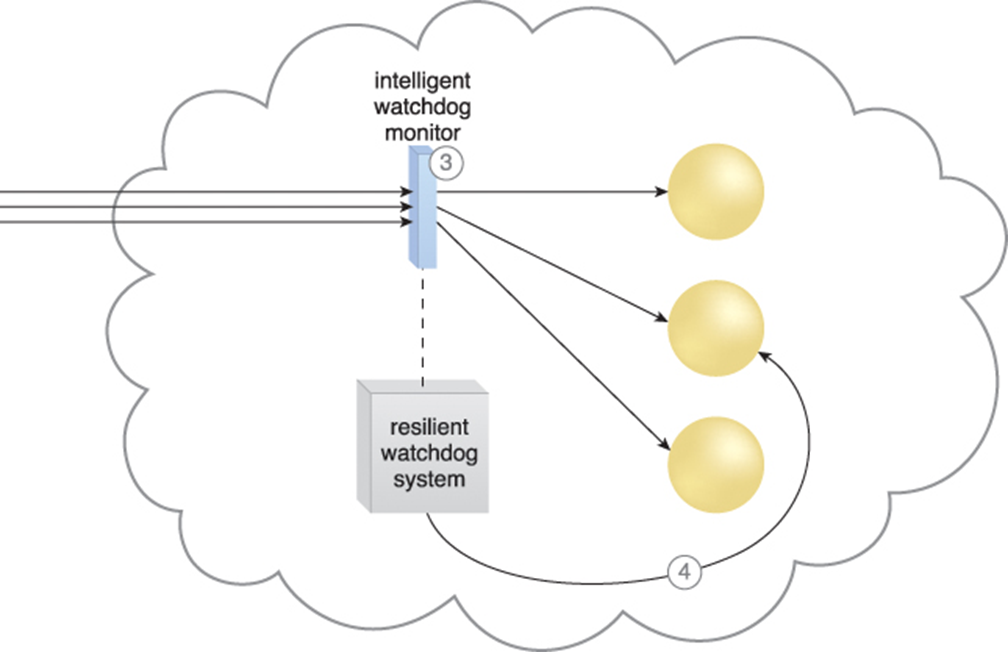 intelligent
watchdog
monitor
3
resilient
watchdog
system
4